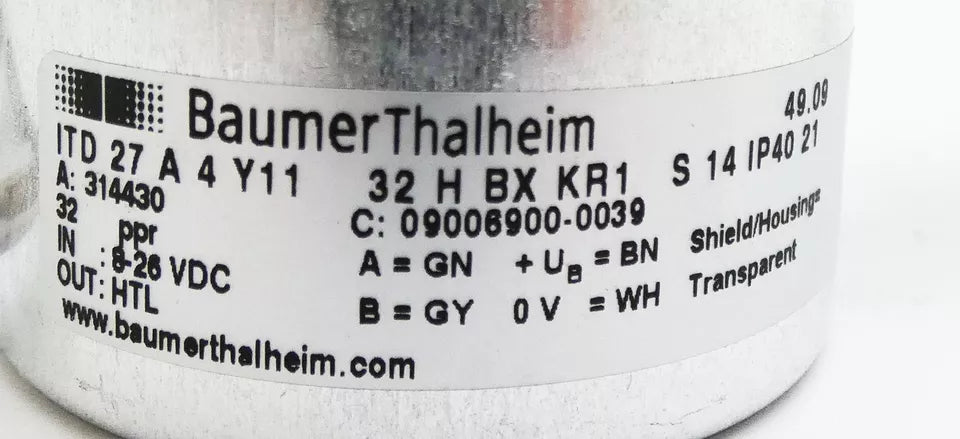 BaumerThalheim 49.09
ITD 27 A 4 Y11 32 H BX KR1 S 14 IP40 21
A: 314430 C: 09006900-0039
32 ppr
IN : 8-26 VDC A = GN +UB = BN Shield/Housing=
OUT: HTL B = GY 0 V = WH Transparent
www.baumerthalheim.com